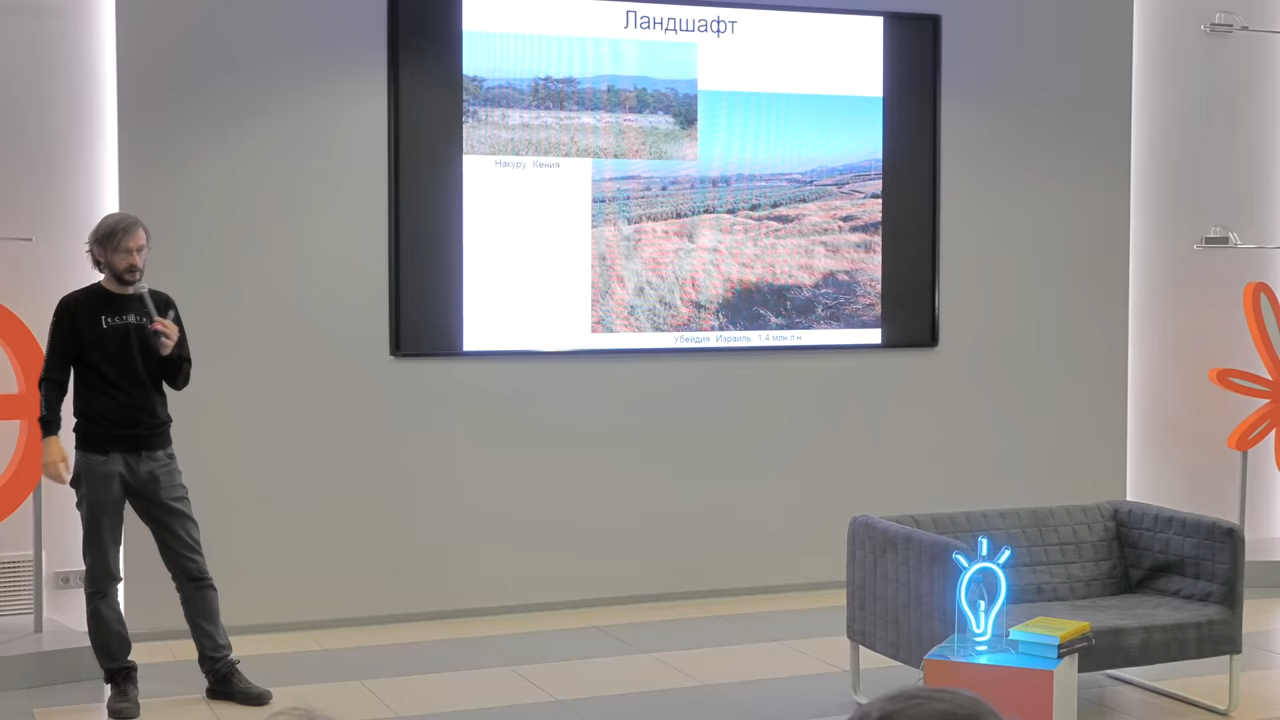 Ландшафт
Накуру. Кения
Убейдия. Израиль. 1.4 млн.л.н